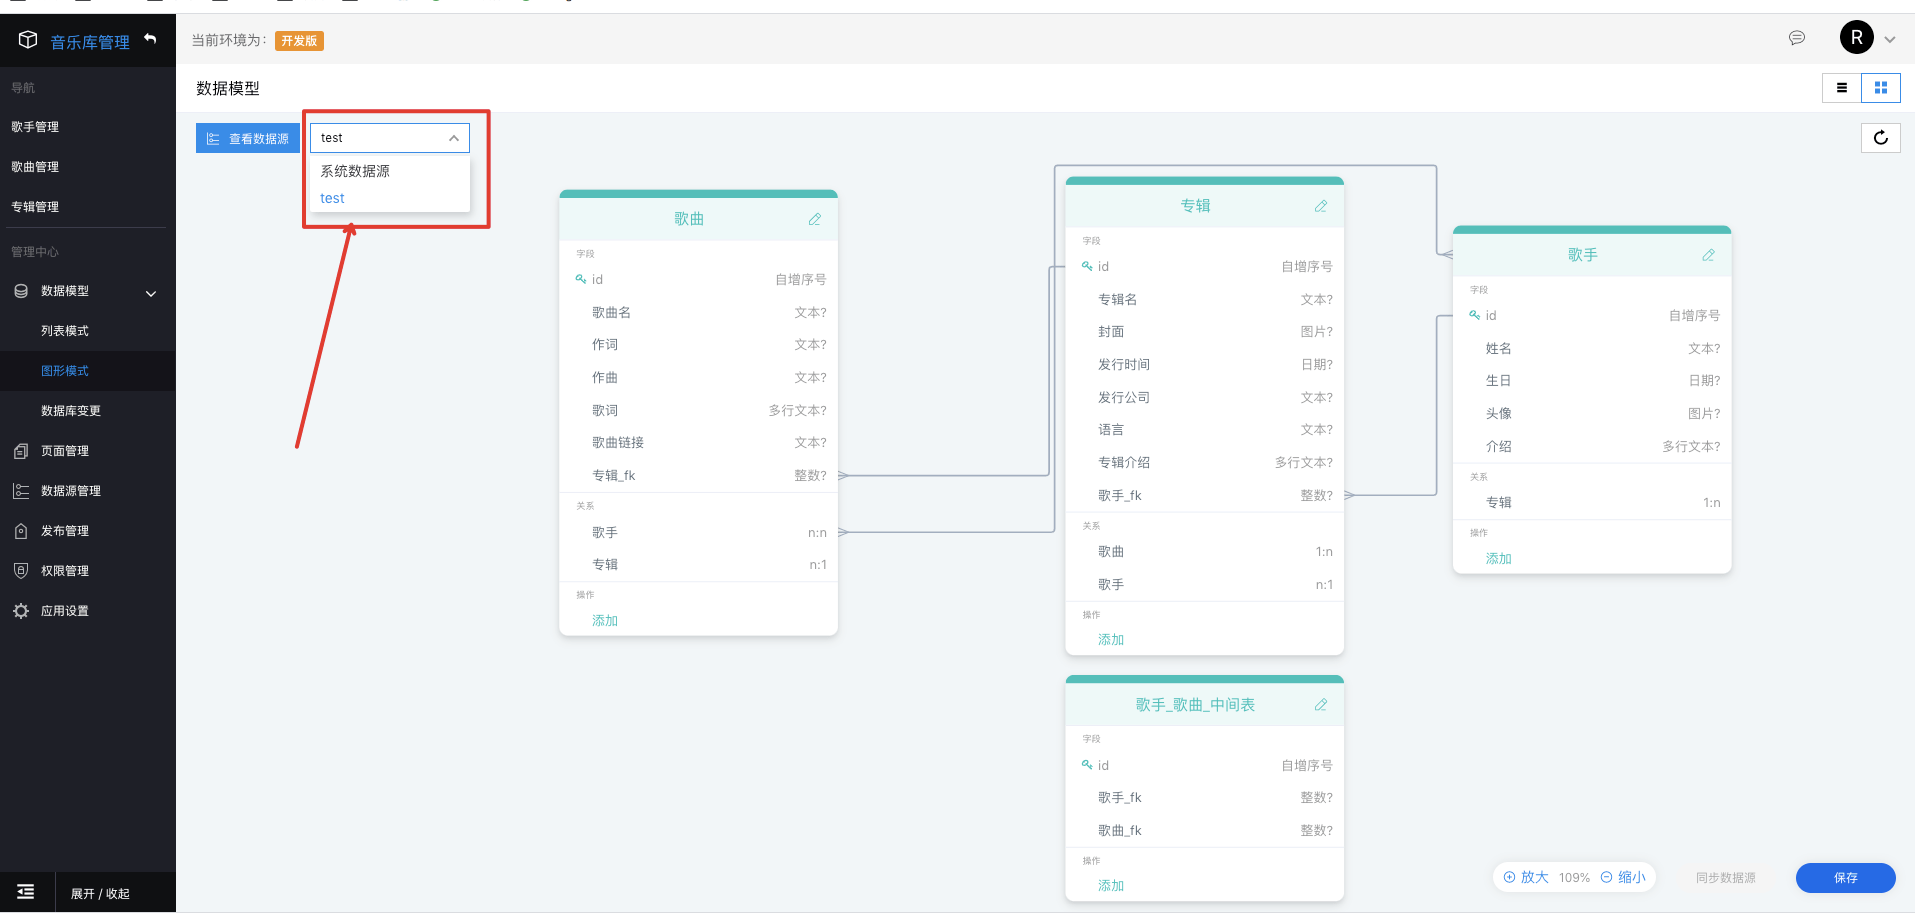 音乐库管理
当前环境为：
开发版
R
导航
歌手管理
歌曲管理
专辑管理
管理中心
数据模型
列表模式
图形模式
数据库变更
页面管理
数据源管理
发布管理
权限管理
应用设置
展开 / 收起
数据模型
查看数据源
test
系统数据源
test
歌曲
字段
id 自增序号
歌曲名 文本?
作词 文本?
作曲 文本?
歌词 多行文本?
歌曲链接 文本?
专辑_fk 整数?
关系
歌手 n:n
专辑 n:1
操作
添加
专辑
字段
id 自增序号
专辑名 文本?
封面 图片?
发行时间 日期?
发行公司 文本?
语言 文本?
专辑介绍 多行文本?
歌手_fk 整数?
关系
歌曲 1:n
歌手 n:1
操作
添加
歌手
字段
id 自增序号
姓名 文本?
生日 日期?
头像 图片?
介绍 多行文本?
关系
专辑 1:n
操作
添加
歌手_歌曲_中间表
字段
id 自增序号
歌手_fk 整数?
歌曲_fk 整数?
操作
添加
放大 109% 缩小
同步数据源
保存